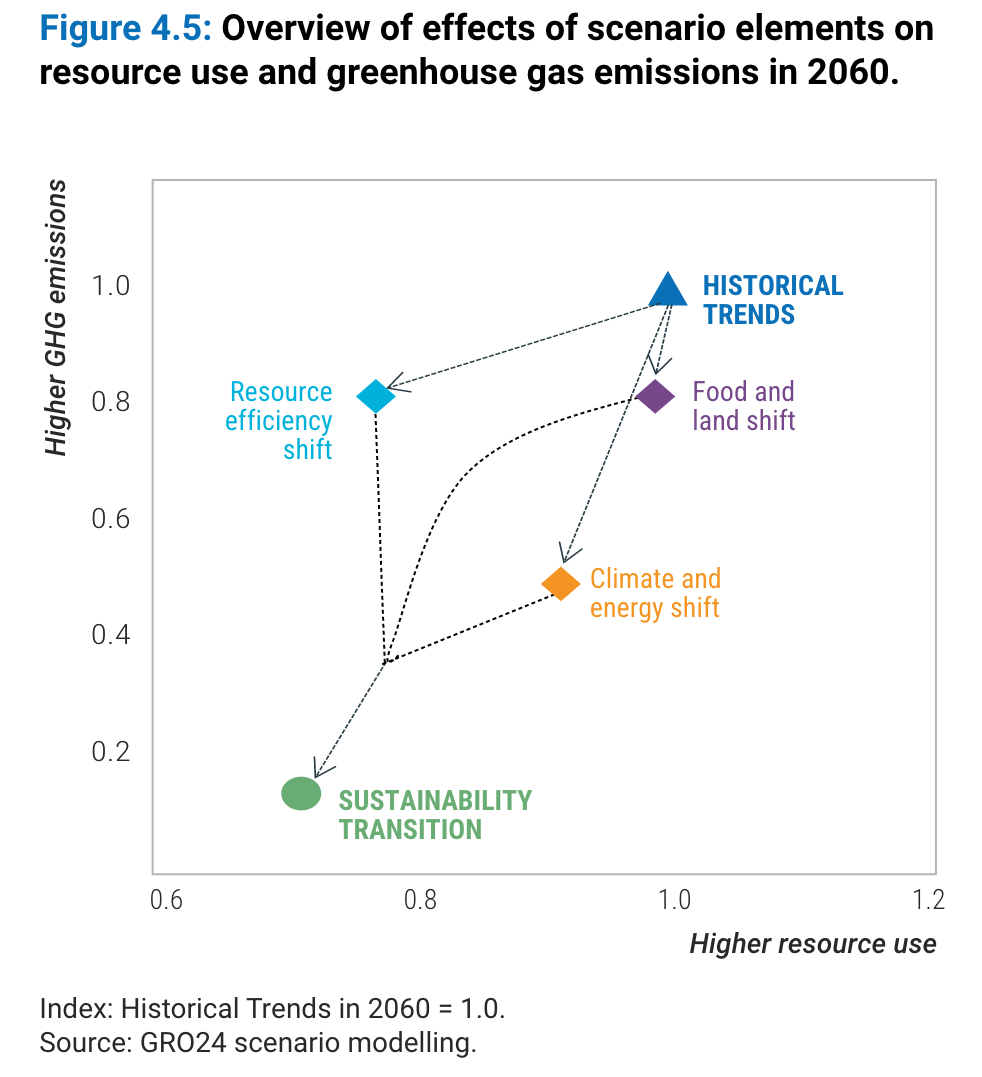 Figure 4.5: Overview of effects of scenario elements on
resource use and greenhouse gas emissions in 2060.
Higher GHG emissions
1.0
0.8
0.6
0.4
0.2
HISTORICAL
TRENDS
Resource
efficiency
shift
Food and
land shift
Climate and
energy shift
SUSTAINABILITY
TRANSITION
0.6
0.8
1.0
1.2
Higher resource use
Index: Historical Trends in 2060 = 1.0.
Source: GRO24 scenario modelling.